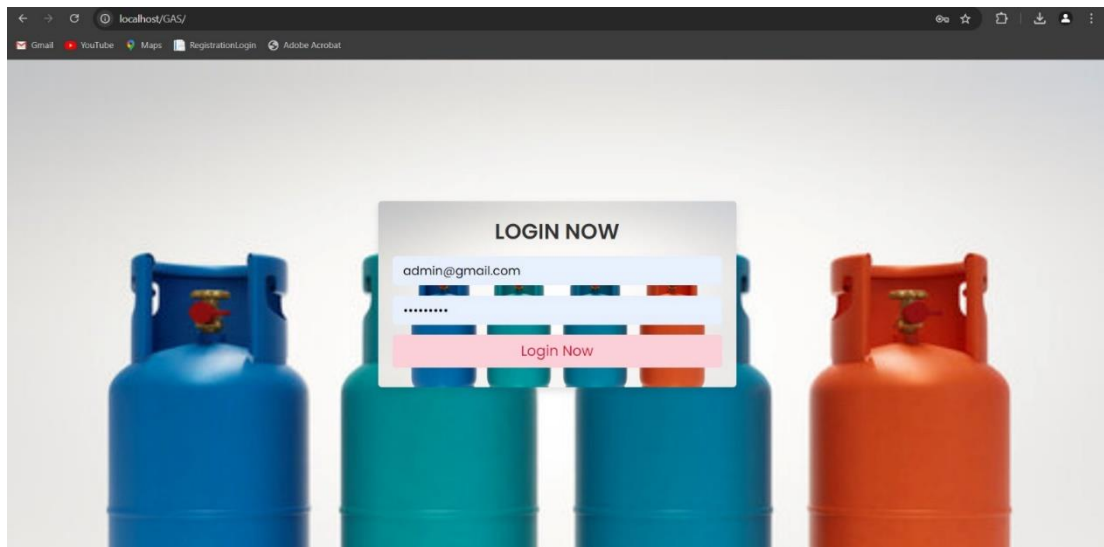 localhost/GAS/
Gmail YouTube Maps RegistrationLogin Adobe Acrobat
LOGIN NOW
admin@gmail.com
•••••••••
Login Now